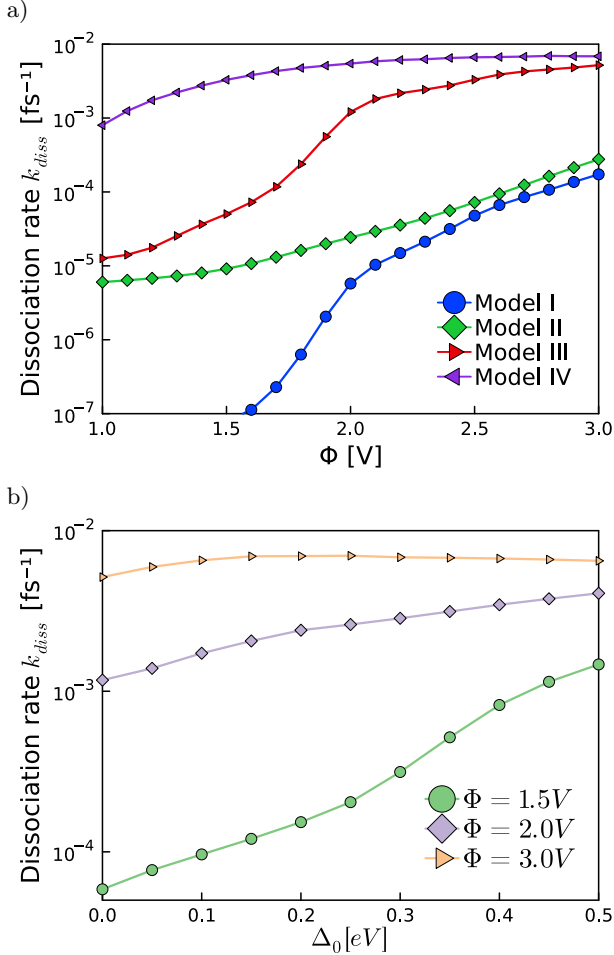 a)
Dissociation rate k_diss [fs⁻¹]
10⁻²
10⁻³
10⁻⁴
10⁻⁵
10⁻⁶
10⁻⁷
Model I
Model II
Model III
Model IV
1.0 1.5 2.0 2.5 3.0
Φ [V]
b)
Dissociation rate k_diss [fs⁻¹]
10⁻²
10⁻³
10⁻⁴
Φ = 1.5V
Φ = 2.0V
Φ = 3.0V
0.0 0.1 0.2 0.3 0.4 0.5
Δ₀[eV]